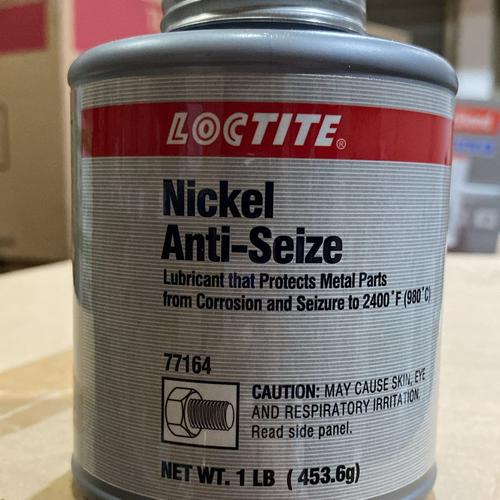 LOCTITE®
Nickel
Anti-Seize
Lubricant that Protects Metal Parts
from Corrosion and Seizure to 2400°F (980°C)
77164
CAUTION: MAY CAUSE SKIN, EYE
AND RESPIRATORY IRRITATION.
Read side panel.
NET WT. 1 LB (453.6g)